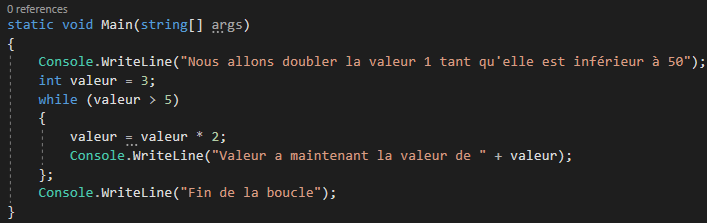 0 references
static void Main(string[] args)
{
Console.WriteLine("Nous allons doubler la valeur 1 tant qu'elle est inférieur à 50");
int valeur = 3;
while (valeur > 5)
{
valeur = valeur * 2;
Console.WriteLine("Valeur a maintenant la valeur de " + valeur);
};
Console.WriteLine("Fin de la boucle");
}